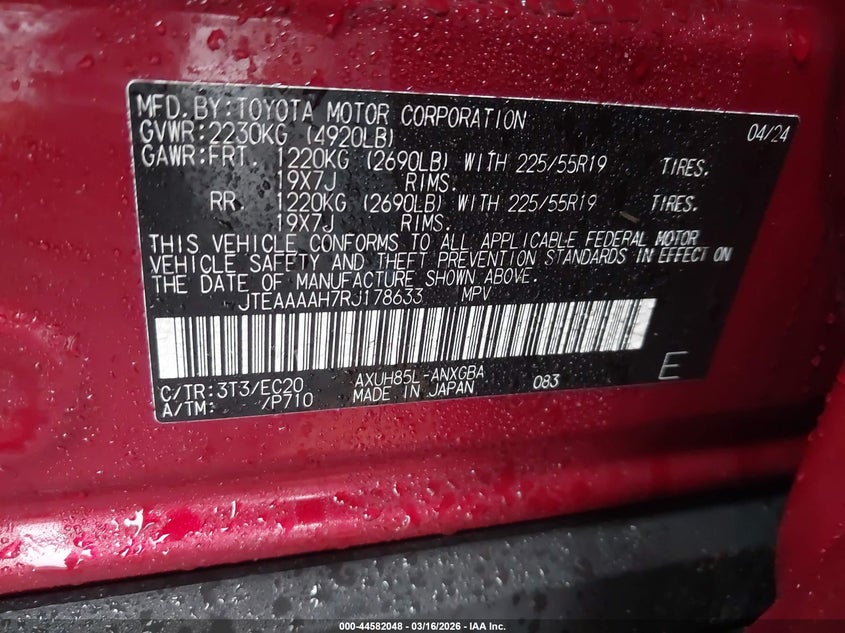 MFD.BY:TOYOTA MOTOR CORPORATION 04/24
GVWR:2230KG (4920LB)
GAWR:FRT. 1220KG (2690LB) WITH 225/55R19 TIRES.
19X7J RIMS.
RR. 1220KG (2690LB) WITH 225/55R19 TIRES.
19X7J RIMS.
THIS VEHICLE CONFORMS TO ALL APPLICABLE FEDERAL MOTOR
VEHICLE SAFETY AND THEFT PREVENTION STANDARDS IN EFFECT ON
THE DATE OF MANUFACTURE SHOWN ABOVE.
JTEAAAAH7RJ178633 MPV
C/TR:3T3/EC20 AXUH85L-ANXGBA 083 E
A/TM: /P710 MADE IN JAPAN
000-44582048 - 03/16/2026 - IAA Inc.